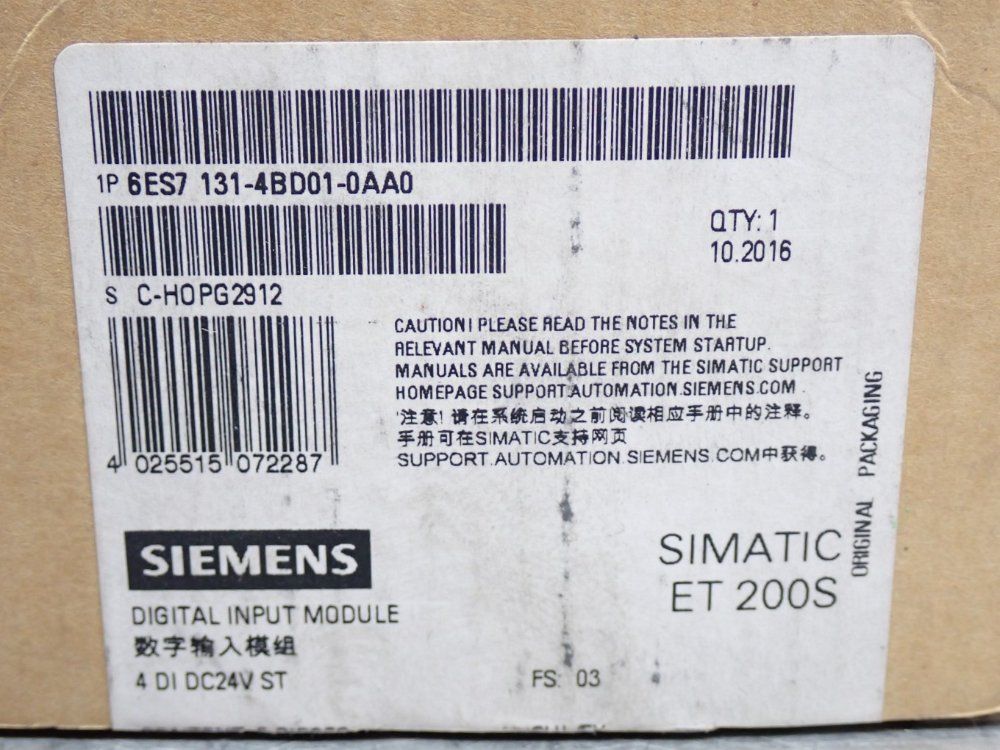 1P 6ES7 131-4BD01-0AA0
QTY: 1
10.2016
S C-H0PG2912
CAUTION! PLEASE READ THE NOTES IN THE
RELEVANT MANUAL BEFORE SYSTEM STARTUP.
MANUALS ARE AVAILABLE FROM THE SIMATIC SUPPORT
HOMEPAGE SUPPORT.AUTOMATION.SIEMENS.COM .
注意! 请在系统启动之前阅读相应手册中的注释。
手册可在SIMATIC支持网页
SUPPORT.AUTOMATION.SIEMENS.COM中获得。
4 025515 072287
ORIGINAL PACKAGING
SIEMENS
SIMATIC
ET 200S
DIGITAL INPUT MODULE
数字输入模组
4 DI DC24V ST
FS: 03